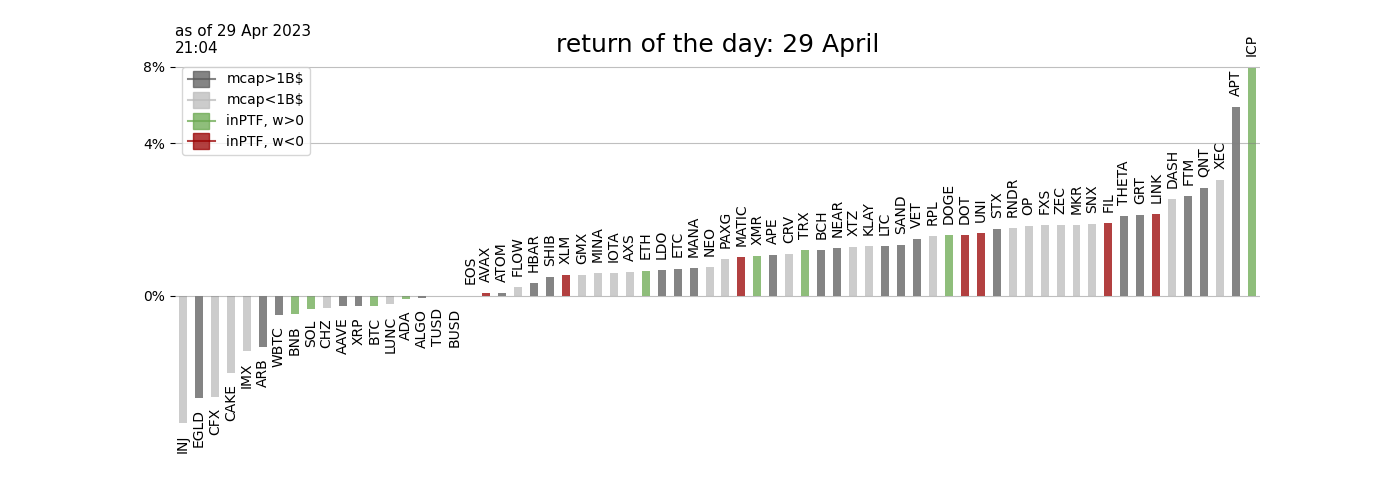 as of 29 Apr 2023
21:04
return of the day: 29 April
8%
4%
0%
mcap>1B$
mcap<1B$
inPTF, w>0
inPTF, w<0
INJ
EGLD
CFX
CAKE
IMX
ARB
WBTC
BNB
SOL
CHZ
AAVE
XRP
BTC
LUNC
ADA
ALGO
TUSD
BUSD
EOS
AVAX
ATOM
FLOW
HBAR
SHIB
XLM
GMX
MINA
IOTA
AXS
ETH
LDO
ETC
MANA
NEO
PAXG
MATIC
XMR
APE
CRV
TRX
BCH
NEAR
XTZ
KLAY
LTC
SAND
VET
RPL
DOGE
DOT
UNI
STX
RNDR
OP
FXS
ZEC
MKR
SNX
FIL
THETA
GRT
LINK
DASH
FTM
QNT
XEC
APT
ICP